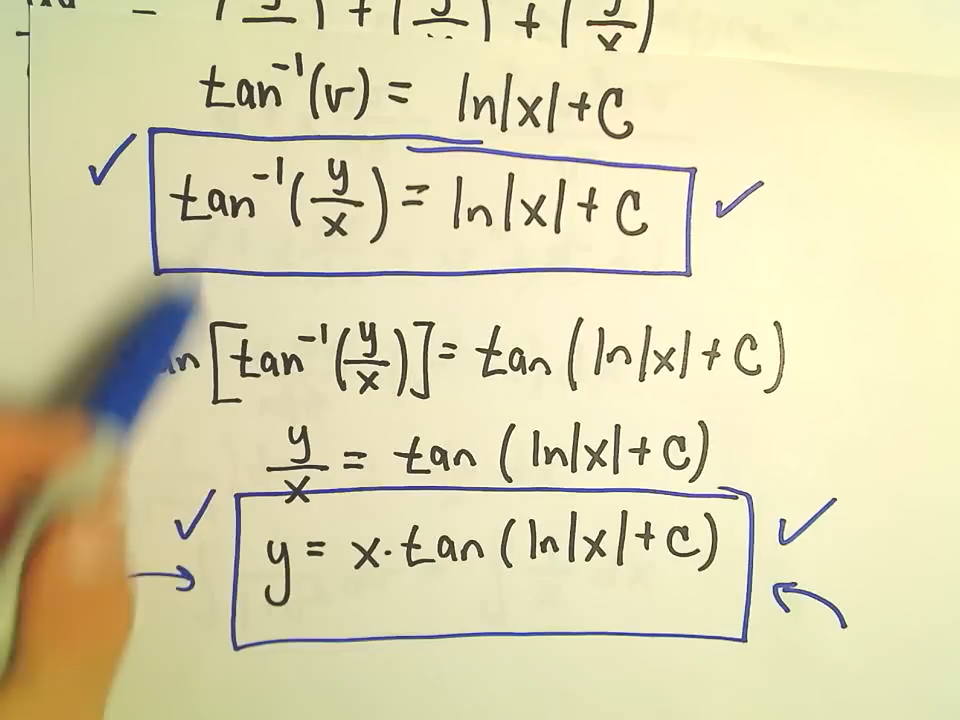 tan⁻¹(v) = ln|x| + C
tan⁻¹(y/x) = ln|x| + C
[tan⁻¹(y/x)] = tan(ln|x| + C)
y/x = tan(ln|x| + C)
y = x·tan(ln|x| + C)